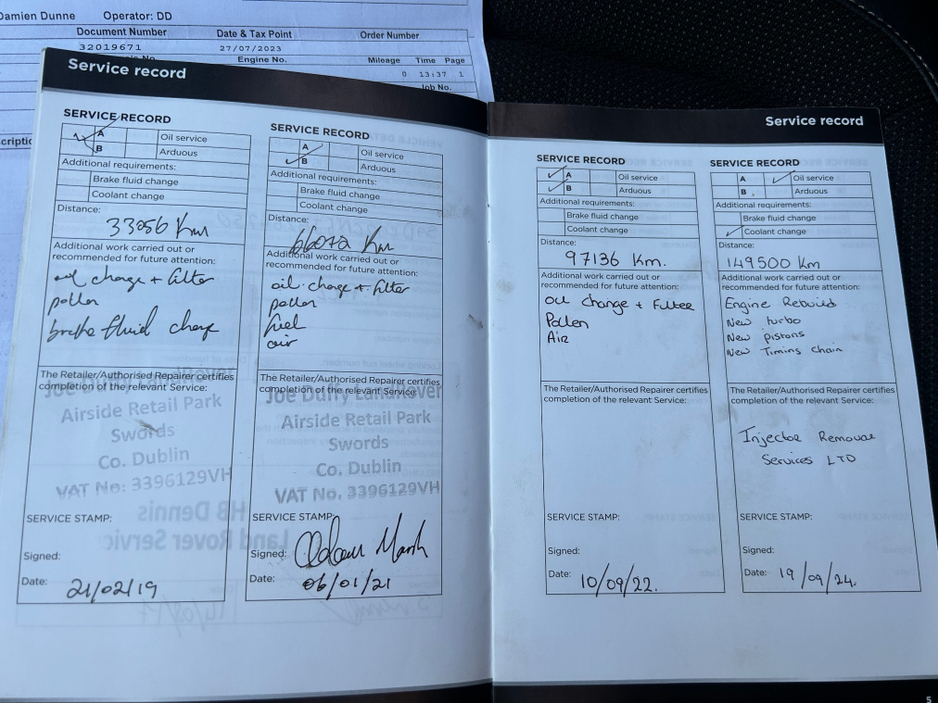 Damien Dunne Operator: DD
Document Number Date & Tax Point Order Number
32019671 27/07/2023
Engine No. Mileage Time Page
0 13:37 1
Job No.
Service record
SERVICE RECORD
A Oil service
B Arduous
Additional requirements:
Brake fluid change
Coolant change
Distance:
33056 Km
Additional work carried out or
recommended for future attention:
oil change + filter
pollen
brake fluid change
The Retailer/Authorised Repairer certifies
completion of the relevant Service:
Airside Retail Park
Swords
Co. Dublin
VAT No: 3396129VH
SERVICE STAMP:
Signed:
Date: 21/02/19
SERVICE RECORD
A Oil service
B Arduous
Additional requirements:
Brake fluid change
Coolant change
Distance:
66072 Km
Additional work carried out or
recommended for future attention:
oil change + filter
pollen
fuel
air
The Retailer/Authorised Repairer certifies
completion of the relevant Service:
Joe Duffy LandRover
Airside Retail Park
Swords
Co. Dublin
VAT No. 3396129VH
SERVICE STAMP:
Signed:
Date: 06/01/21
Service record
SERVICE RECORD
A Oil service
B Arduous
Additional requirements:
Brake fluid change
Coolant change
Distance:
97136 Km.
Additional work carried out or
recommended for future attention:
Oil Change + Filter
Pollen
Air
The Retailer/Authorised Repairer certifies
completion of the relevant Service:
SERVICE STAMP:
Signed:
Date: 10/09/22.
SERVICE RECORD
A Oil service
B Arduous
Additional requirements:
Brake fluid change
Coolant change
Distance:
149500 Km
Additional work carried out or
recommended for future attention:
Engine Rebuild
New turbo
New pistons
New Timing chain
The Retailer/Authorised Repairer certifies
completion of the relevant Service:
Injector Removal
Services LTD
SERVICE STAMP:
Signed:
Date: 19/09/24.
5